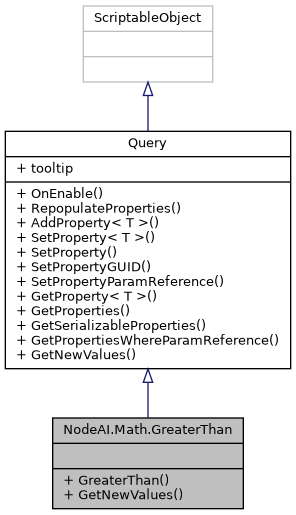 ScriptableObject
Query
+ tooltip
+ OnEnable()
+ RepopulateProperties()
+ AddProperty< T >()
+ SetProperty< T >()
+ SetProperty()
+ SetPropertyGUID()
+ SetPropertyParamReference()
+ GetProperty< T >()
+ GetProperties()
+ GetSerializableProperties()
+ GetPropertiesWhereParamReference()
+ GetNewValues()
NodeAI.Math.GreaterThan
+ GreaterThan()
+ GetNewValues()